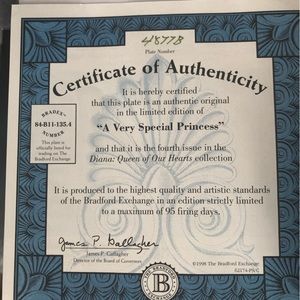 4877B
Plate Number
Certificate of Authenticity
It is hereby certified
that this plate is an authentic original
in the limited edition of
"A Very Special Princess"
and that it is the fourth issue in the
Diana: Queen of Our Hearts collection
BRADEX
84-B11-135.4
NUMBER
This plate is
officially listed for
trading on The
Bradford Exchange
It is produced to the highest quality and artistic standards
of the Bradford Exchange in an edition strictly limited
to a maximum of 95 firing days.
James P. Gallagher
James P. Gallagher
Director of the Board of Governors
©1998 The Bradford Exchange
B